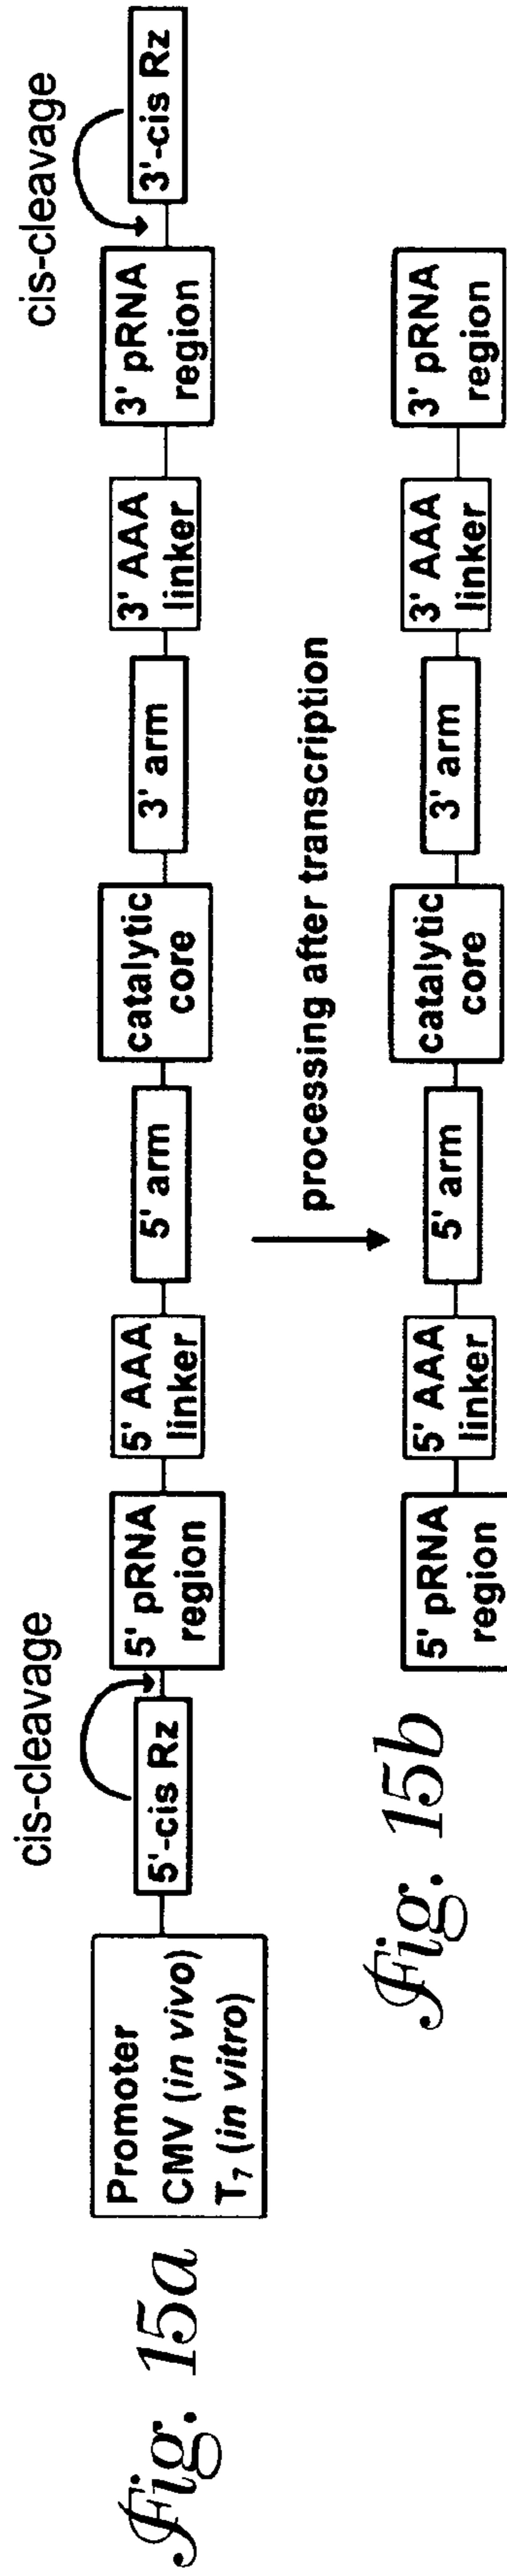 cis-cleavage
cis-cleavage
Promoter
CMV (in vivo)
T₇ (in vitro)
5'-cis Rz
5' pRNA
region
5' AAA
linker
5' arm
catalytic
core
3' arm
3' AAA
linker
3' pRNA
region
3'-cis Rz
Fig. 15a
processing after transcription
5' pRNA
region
5' AAA
linker
5' arm
catalytic
core
3' arm
3' AAA
linker
3' pRNA
region
Fig. 15b